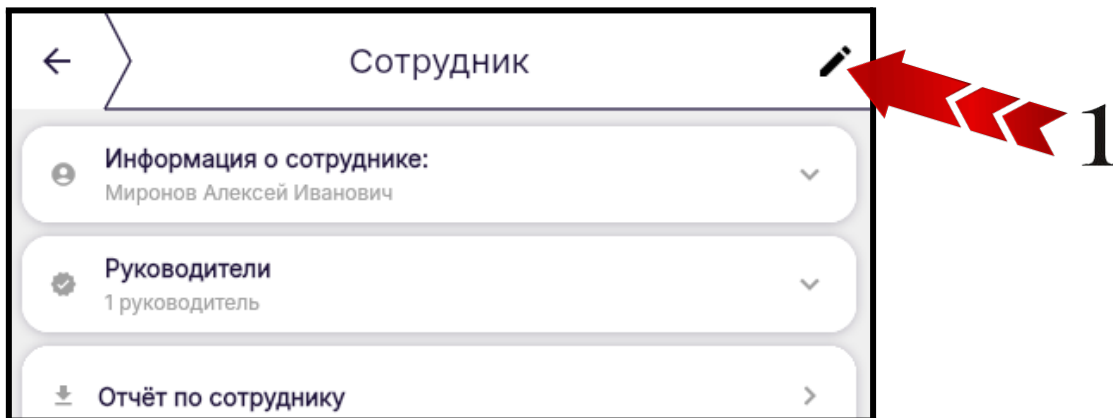 Сотрудник
1
Информация о сотруднике:
Миронов Алексей Иванович
Руководители
1 руководитель
Отчёт по сотруднику